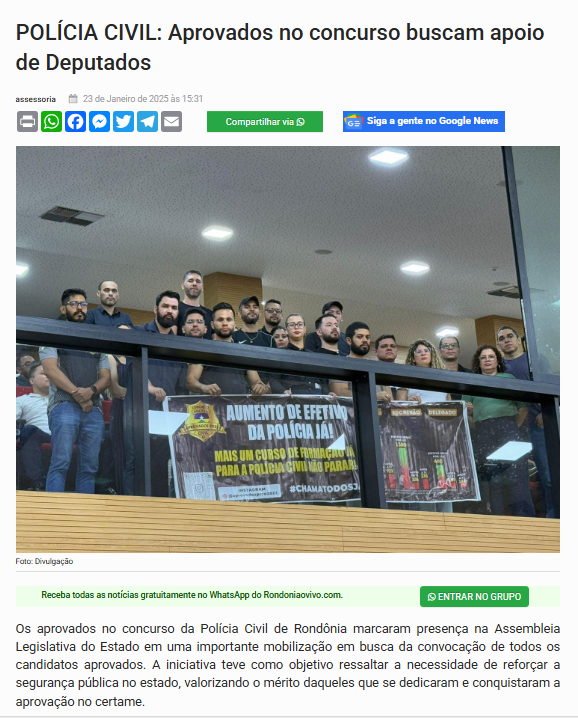 POLÍCIA CIVIL: Aprovados no concurso buscam apoio
de Deputados
assessoria 23 de Janeiro de 2025 às 15:31
Compartilhar via
Siga a gente no Google News
AUMENTO DE EFETIVO
DA POLÍCIA JÁ!
MAIS UM CURSO DE FORMAÇÃO
PARA A POLÍCIA CIVIL NÃO PARAR!
INSTAGRAM
#CHAMATODOSJÁ
ESCRIVÃO DELEGADO
Foto: Divulgação
Receba todas as notícias gratuitamente no WhatsApp do Rondoniaovivo.com.
ENTRAR NO GRUPO
Os aprovados no concurso da Polícia Civil de Rondônia marcaram presença na Assembleia
Legislativa do Estado em uma importante mobilização em busca da convocação de todos os
candidatos aprovados. A iniciativa teve como objetivo ressaltar a necessidade de reforçar a
segurança pública no estado, valorizando o mérito daqueles que se dedicaram e conquistaram a
aprovação no certame.